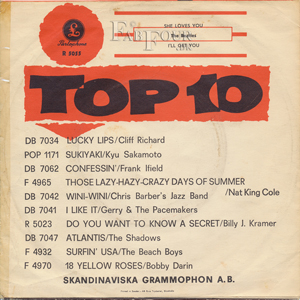 Parlophone
R 5055
SHE LOVES YOU
The Beatles
I'LL GET YOU
TOP 10
DB 7034 LUCKY LIPS/Cliff Richard
POP 1171 SUKIYAKI/Kyu Sakamoto
DB 7062 CONFESSIN'/Frank Ifield
F 4965 THOSE LAZY-HAZY-CRAZY DAYS OF SUMMER
/Nat King Cole
DB 7042 WINI-WINI/Chris Barber's Jazz Band
DB 7041 I LIKE IT/Gerry & The Pacemakers
R 5023 DO YOU WANT TO KNOW A SECRET/Billy J. Kramer
DB 7047 ATLANTIS/The Shadows
F 4932 SURFIN' USA/The Beach Boys
F 4970 18 YELLOW ROSES/Bobby Darin
SKANDINAVISKA GRAMMOPHON A.B.